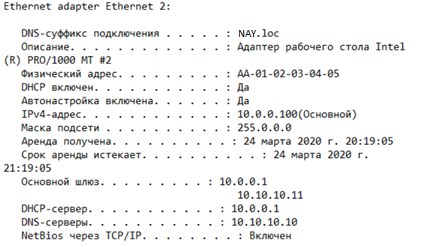 Ethernet adapter Ethernet 2:
DNS-суффикс подключения . . . . . : NAY.loc
Описание. . . . . . . . . . . . . : Адаптер рабочего стола Intel
(R) PRO/1000 MT #2
Физический адрес. . . . . . . . . : AA-01-02-03-04-05
DHCP включен. . . . . . . . . . . : Да
Автонастройка включена. . . . . . : Да
IPv4-адрес. . . . . . . . . . . . : 10.0.0.100(Основной)
Маска подсети . . . . . . . . . . : 255.0.0.0
Аренда получена. . . . . . . . . . : 24 марта 2020 г. 20:19:05
Срок аренды истекает. . . . . . . . . . : 24 марта 2020 г.
21:19:05
Основной шлюз. . . . . . . . . : 10.0.0.1
10.10.10.11
DHCP-сервер. . . . . . . . . . . : 10.0.0.1
DNS-серверы. . . . . . . . . . . : 10.10.10.10
NetBios через TCP/IP. . . . . . . . : Включен